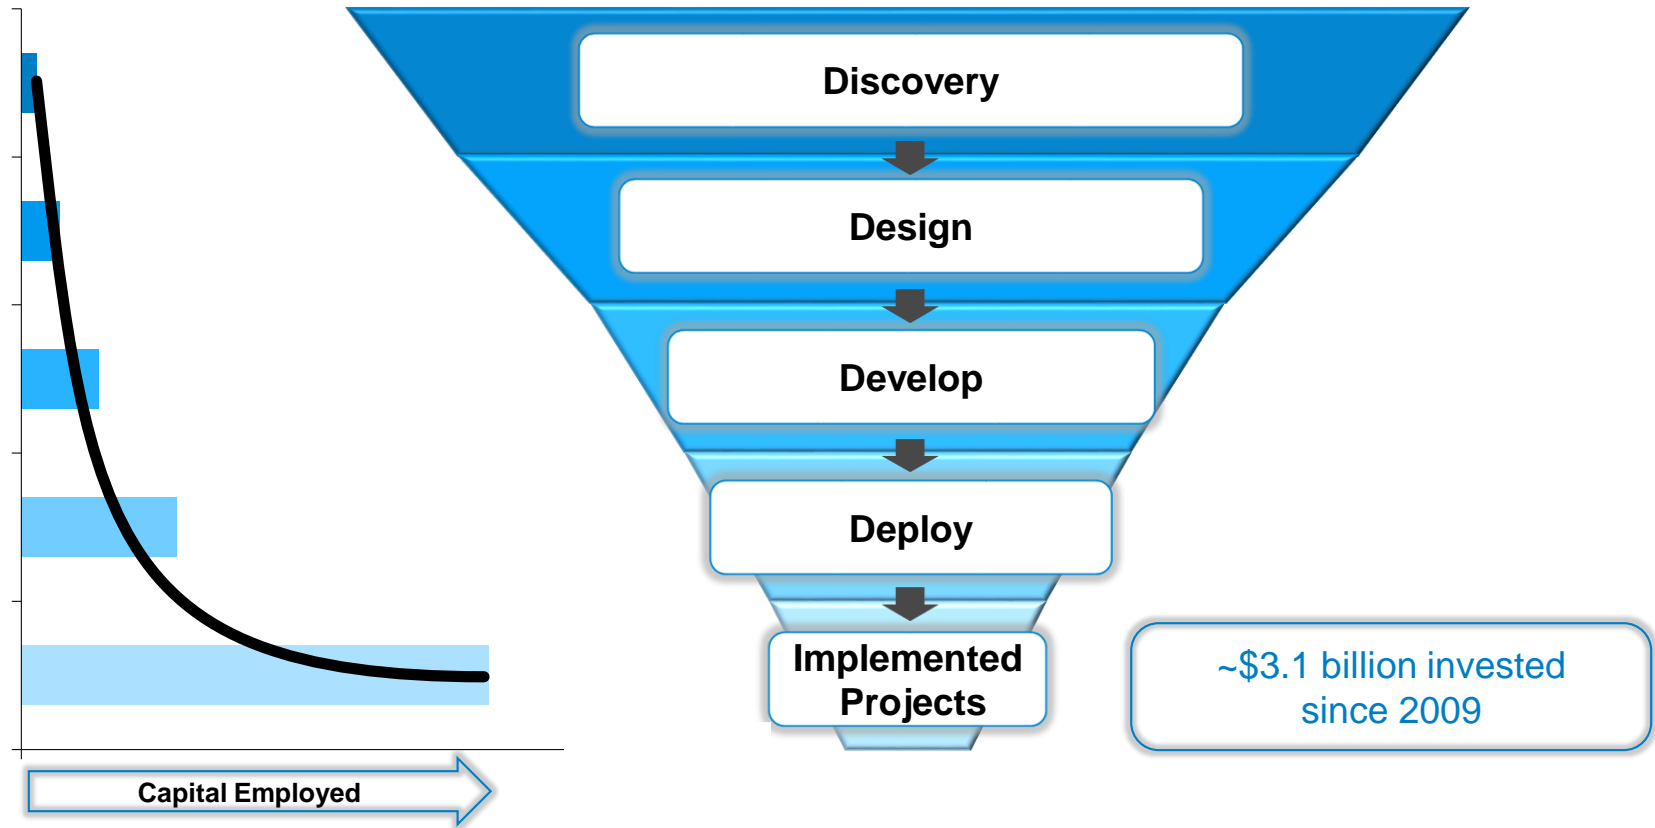 Discovery
Design
Develop
Deploy
Implemented
Projects
~$3.1 billion invested
since 2009
Capital Employed